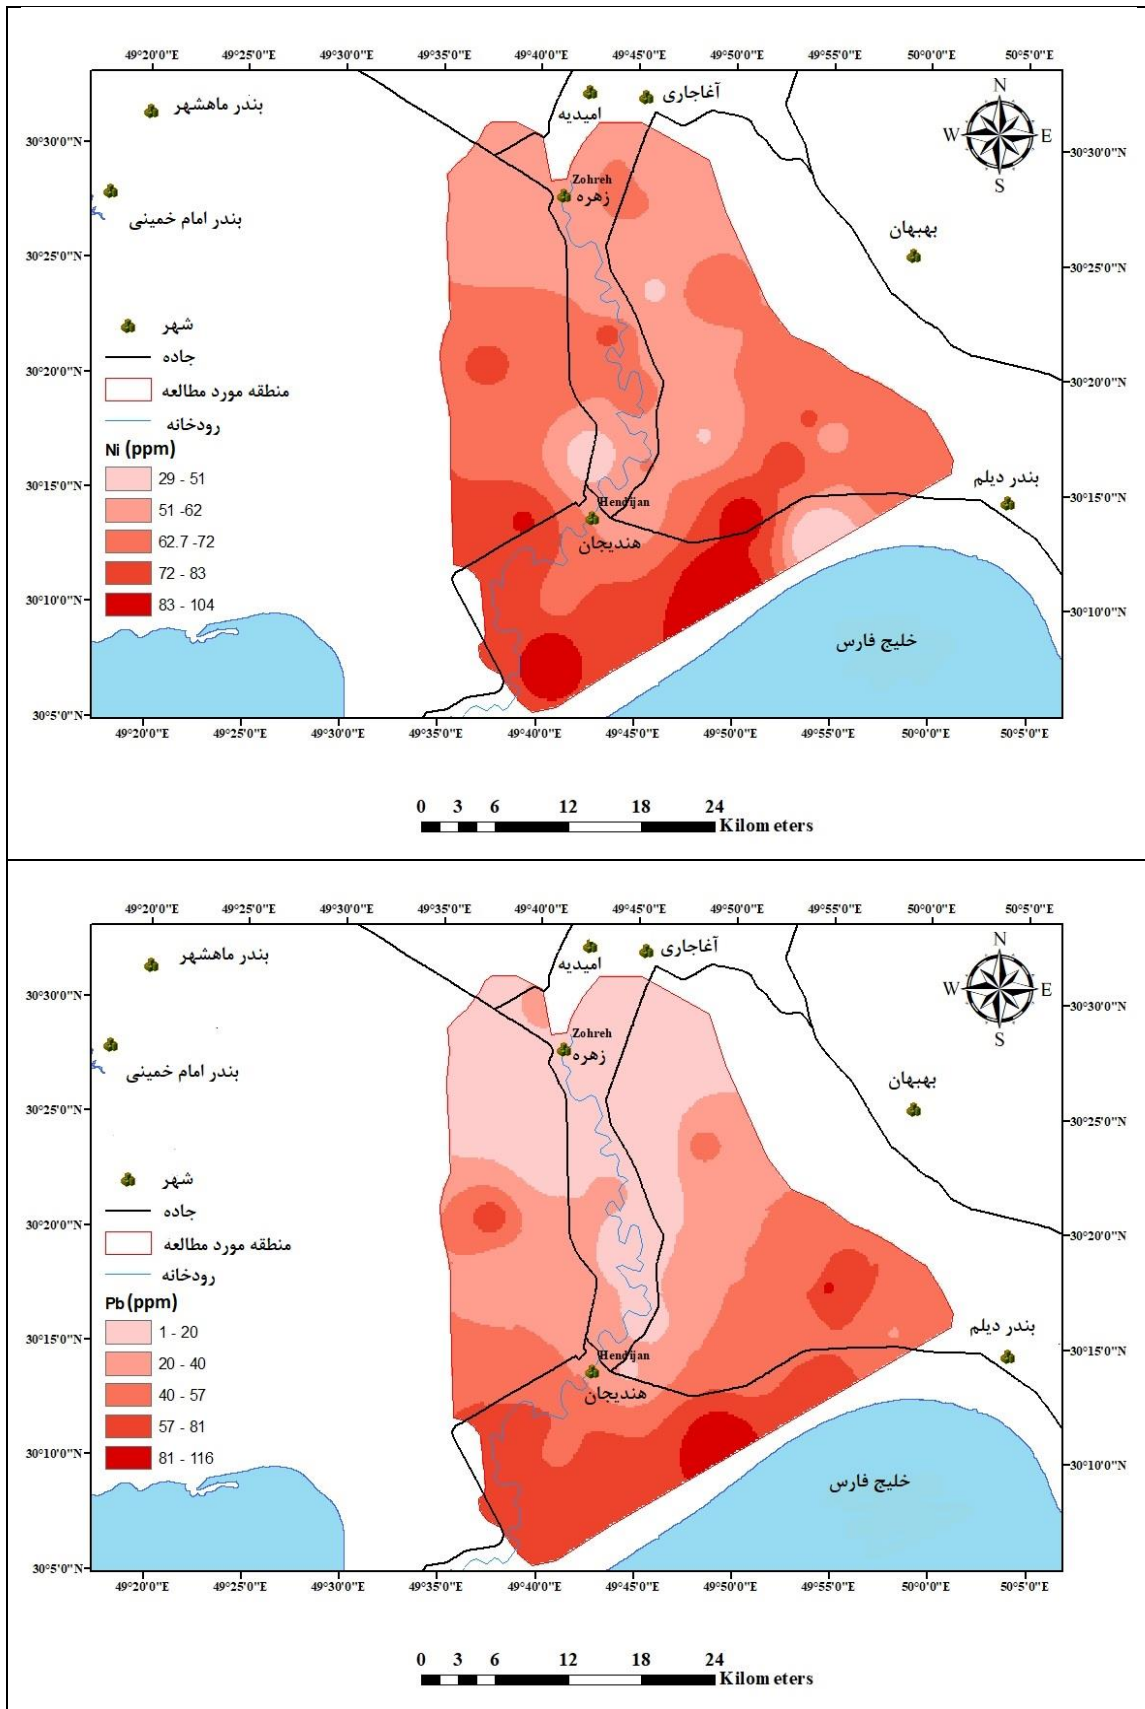 49°20'0"E 49°25'0"E 49°30'0"E 49°35'0"E 49°40'0"E 49°45'0"E 49°50'0"E 49°55'0"E 50°0'0"E 50°5'0"E
بندر ماهشهر
امیدیه
آغاجاری
N
W E
S
30°30'0"N
30°30'0"N
Zohreh
زهره
بندر امام خمینی
بهبهان
30°25'0"N
30°25'0"N
شهر
جاده
30°20'0"N
30°20'0"N
منطقه مورد مطالعه
رودخانه
Ni (ppm)
29 - 51
51 -62
62.7 -72
72 - 83
83 - 104
بندر دیلم
30°15'0"N
30°15'0"N
Hendijan
هندیجان
30°10'0"N
30°10'0"N
خلیج فارس
30°5'0"N
49°20'0"E 49°25'0"E 49°30'0"E 49°35'0"E 49°40'0"E 49°45'0"E 49°50'0"E 49°55'0"E 50°0'0"E 50°5'0"E
0 3 6 12 18 24
Kilometers
49°20'0"E 49°25'0"E 49°30'0"E 49°35'0"E 49°40'0"E 49°45'0"E 49°50'0"E 49°55'0"E 50°0'0"E 50°5'0"E
بندر ماهشهر
امیدیه
آغاجاری
N
W E
S
30°30'0"N
30°30'0"N
Zohreh
زهره
بندر امام خمینی
بهبهان
30°25'0"N
30°25'0"N
شهر
جاده
30°20'0"N
30°20'0"N
منطقه مورد مطالعه
رودخانه
Pb (ppm)
1 - 20
20 - 40
40 - 57
57 - 81
81 - 116
بندر دیلم
30°15'0"N
30°15'0"N
Hendijan
هندیجان
30°10'0"N
30°10'0"N
خلیج فارس
30°5'0"N
49°20'0"E 49°25'0"E 49°30'0"E 49°35'0"E 49°40'0"E 49°45'0"E 49°50'0"E 49°55'0"E 50°0'0"E 50°5'0"E
0 3 6 12 18 24
Kilometers